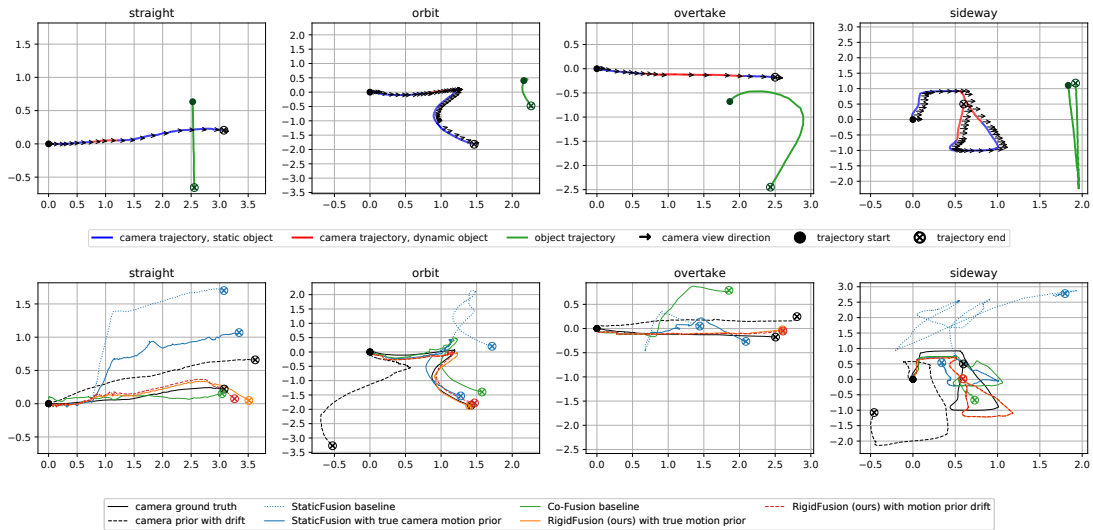 straight orbit overtake sideway
1.5 1.0 0.5 0.0 −0.5
0.0 0.5 1.0 1.5 2.0 2.5 3.0
2.0 1.5 1.0 0.5 0.0 −0.5 −1.0 −1.5 −2.0 −2.5 −3.0 −3.5
−0.5 0.0 0.5 1.0 1.5 2.0
0.5 0.0 −0.5 −1.0 −1.5 −2.0 −2.5
0.0 0.5 1.0 1.5 2.0 2.5 3.0
3.0 2.5 2.0 1.5 1.0 0.5 0.0 −0.5 −1.0 −1.5 −2.0
−0.5 0.0 0.5 1.0 1.5 2.0
camera trajectory, static object camera trajectory, dynamic object object trajectory camera view direction trajectory start trajectory end
straight orbit overtake sideway
1.5 1.0 0.5 0.0 −0.5
0.0 0.5 1.0 1.5 2.0 2.5 3.0 3.5
2.0 1.5 1.0 0.5 0.0 −0.5 −1.0 −1.5 −2.0 −2.5 −3.0 −3.5
−0.5 0.0 0.5 1.0 1.5 2.0
0.5 0.0 −0.5 −1.0 −1.5 −2.0 −2.5
0.0 0.5 1.0 1.5 2.0 2.5 3.0
3.0 2.5 2.0 1.5 1.0 0.5 0.0 −0.5 −1.0 −1.5 −2.0
−0.5 0.0 0.5 1.0 1.5 2.0
camera ground truth StaticFusion baseline Co-Fusion baseline RigidFusion (ours) with motion prior drift
camera prior with drift StaticFusion with true camera motion prior RigidFusion (ours) with true motion prior